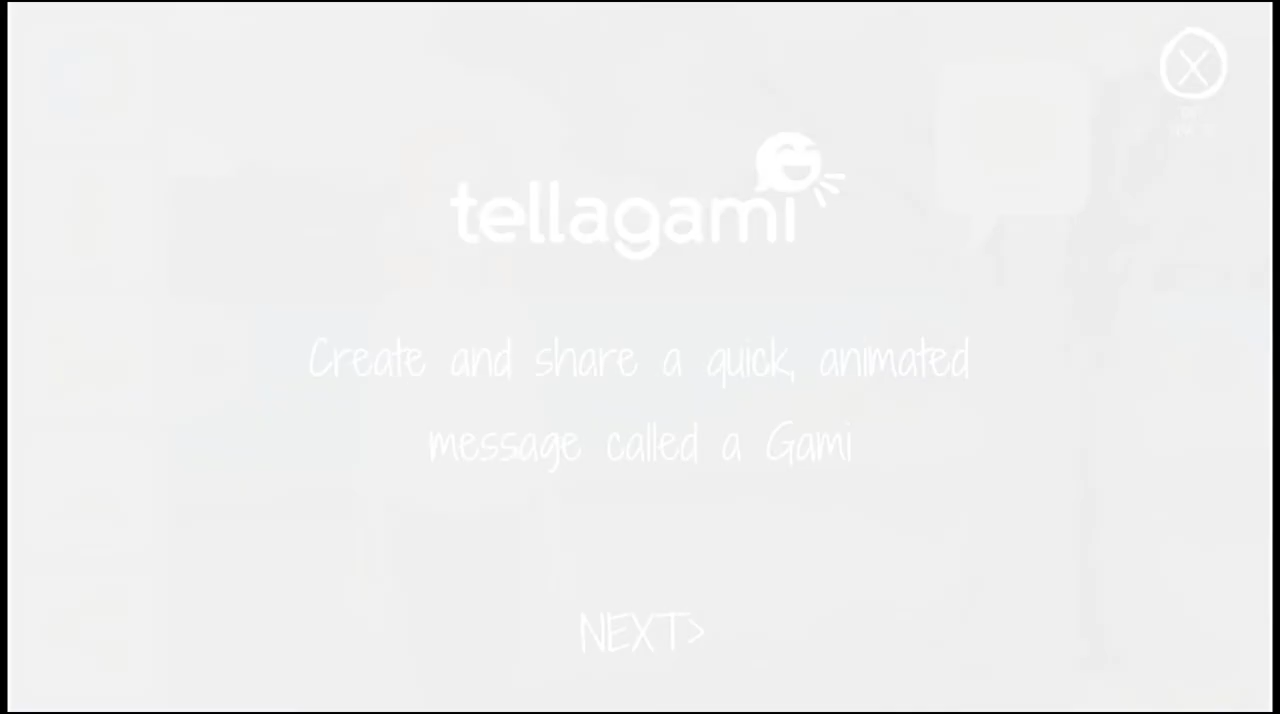 tellagami
Create and share a quick, animated
message called a Gami
NEXT>